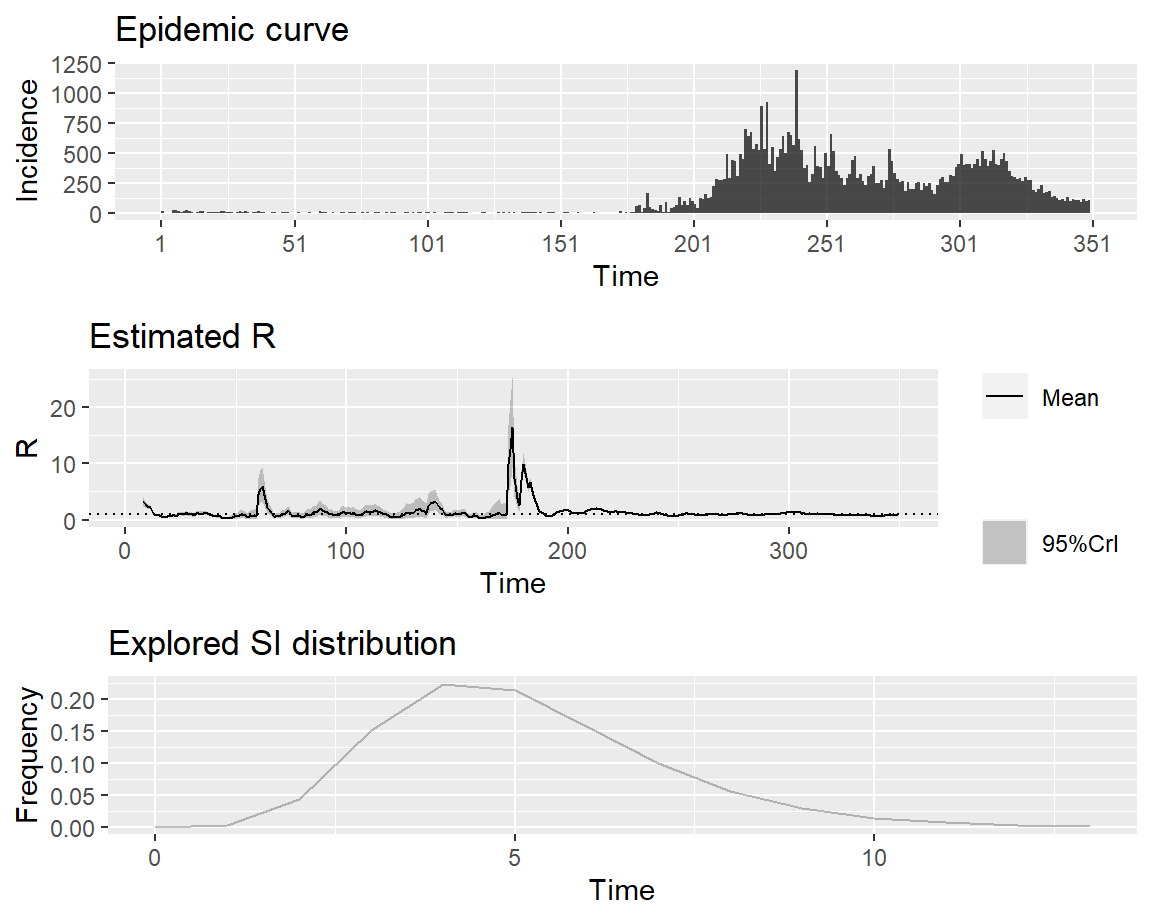 Epidemic curve
Incidence
1250
1000
750
500
250
0
1 51 101 151 201 251 301 351
Time
Estimated R
R
20
10
0
0 100 200 300
Time
Mean
95%CrI
Explored SI distribution
Frequency
0.20
0.15
0.10
0.05
0.00
0 5 10
Time